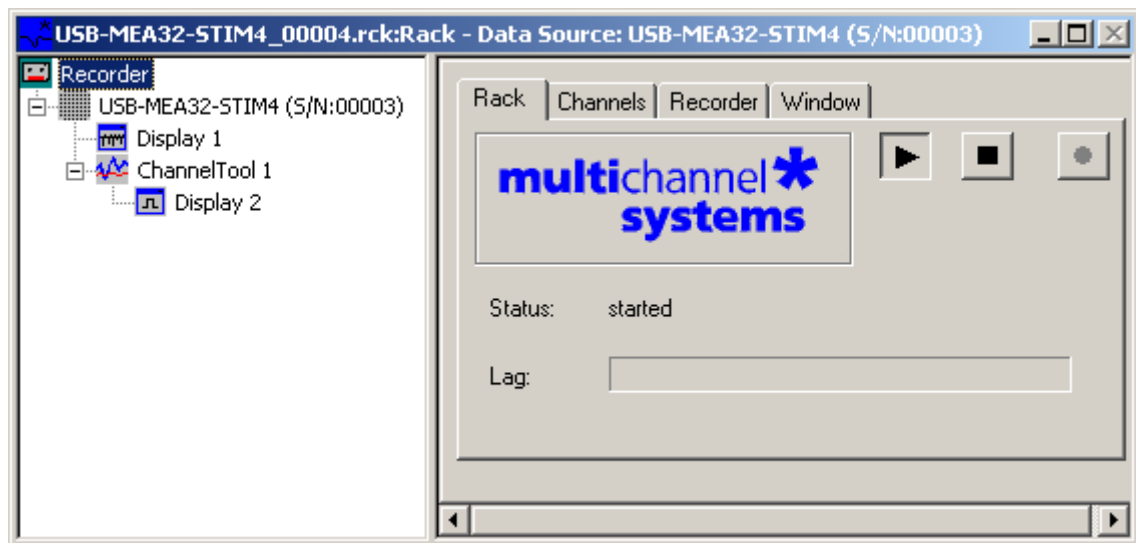 USB-MEA32-STIM4_00004.rck:Rack - Data Source: USB-MEA32-STIM4 (S/N:00003)
Recorder
USB-MEA32-STIM4 (S/N:00003)
Display 1
ChannelTool 1
Display 2
Rack Channels Recorder Window
multichannel
systems
Status: started
Lag: